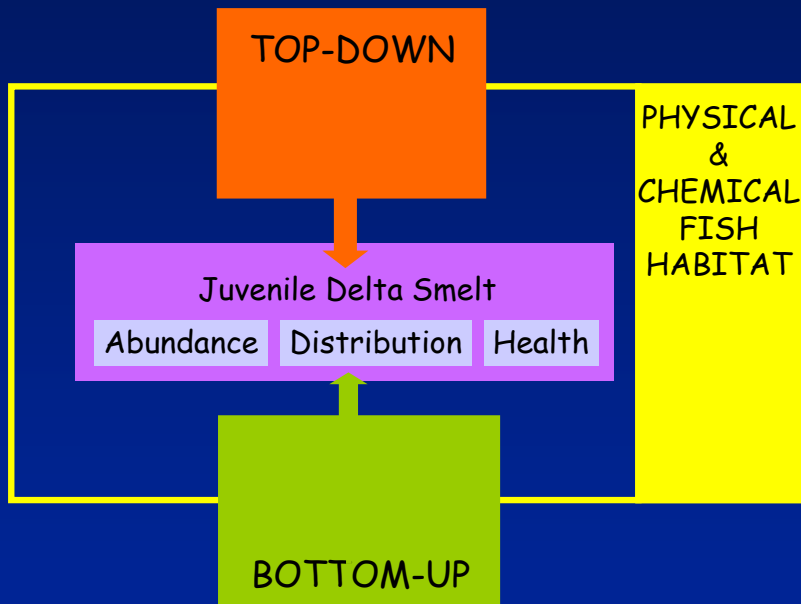 TOP-DOWN
PHYSICAL
&
CHEMICAL
FISH
HABITAT
Juvenile Delta Smelt
Abundance Distribution Health
BOTTOM-UP